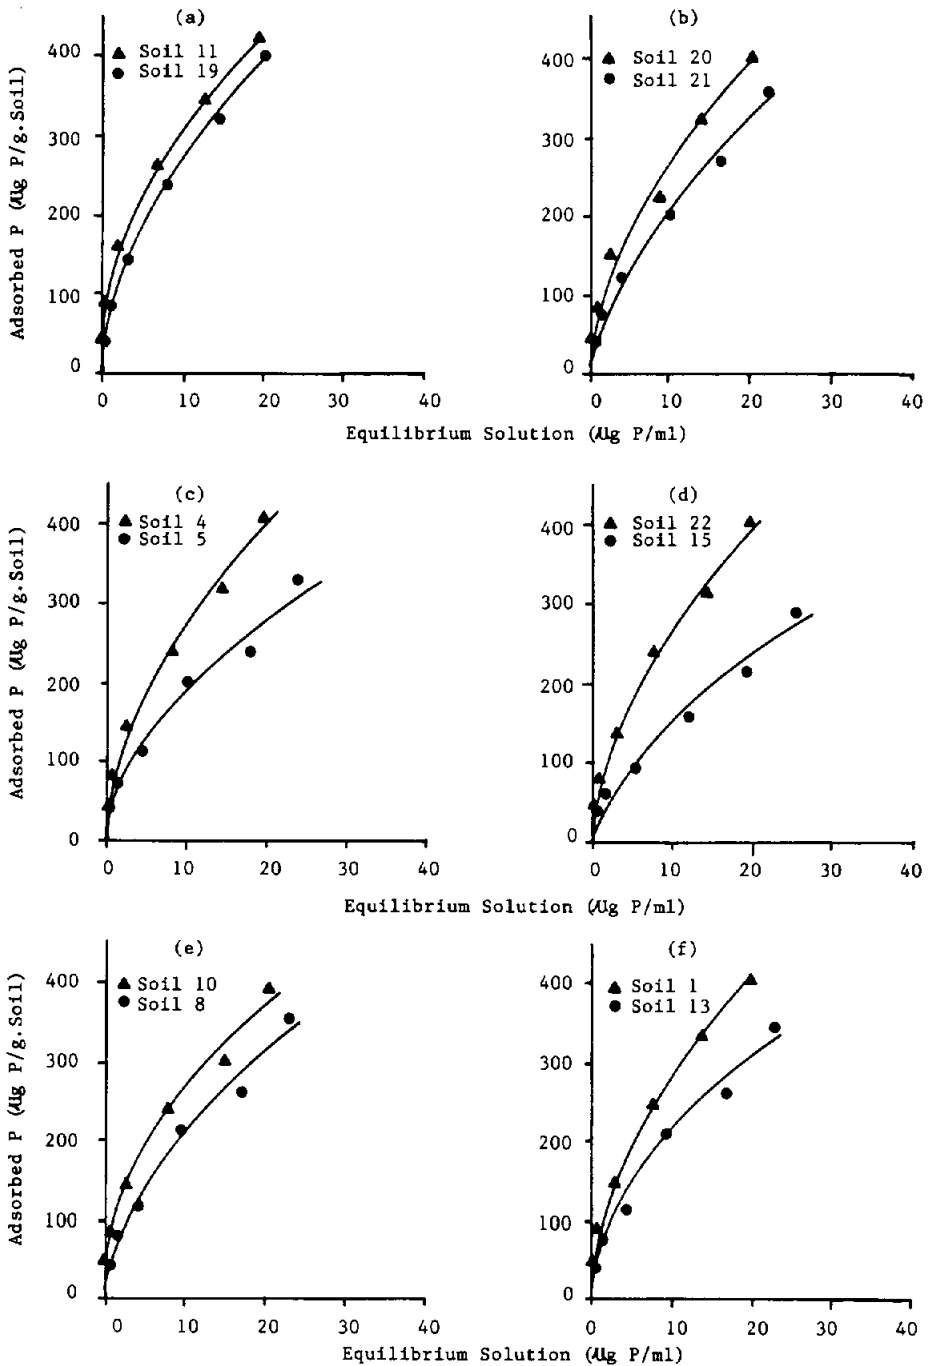 (a)
Soil 11
Soil 19
Adsorbed P (μg P/g.Soil)
400
300
200
100
0
0 10 20 30 40
(b)
Soil 20
Soil 21
400
300
200
100
0
0 10 20 30 40
Equilibrium Solution (μg P/ml)
(c)
Soil 4
Soil 5
Adsorbed P (μg P/g.Soil)
400
300
200
100
0
0 10 20 30 40
(d)
Soil 22
Soil 15
400
300
200
100
0
0 10 20 30 40
Equilibrium Solution (μg P/ml)
(e)
Soil 10
Soil 8
Adsorbed P (μg P/g.Soil)
400
300
200
100
0
0 10 20 30 40
(f)
Soil 1
Soil 13
400
300
200
100
0
0 10 20 30 40
Equilibrium Solution (μg P/ml)